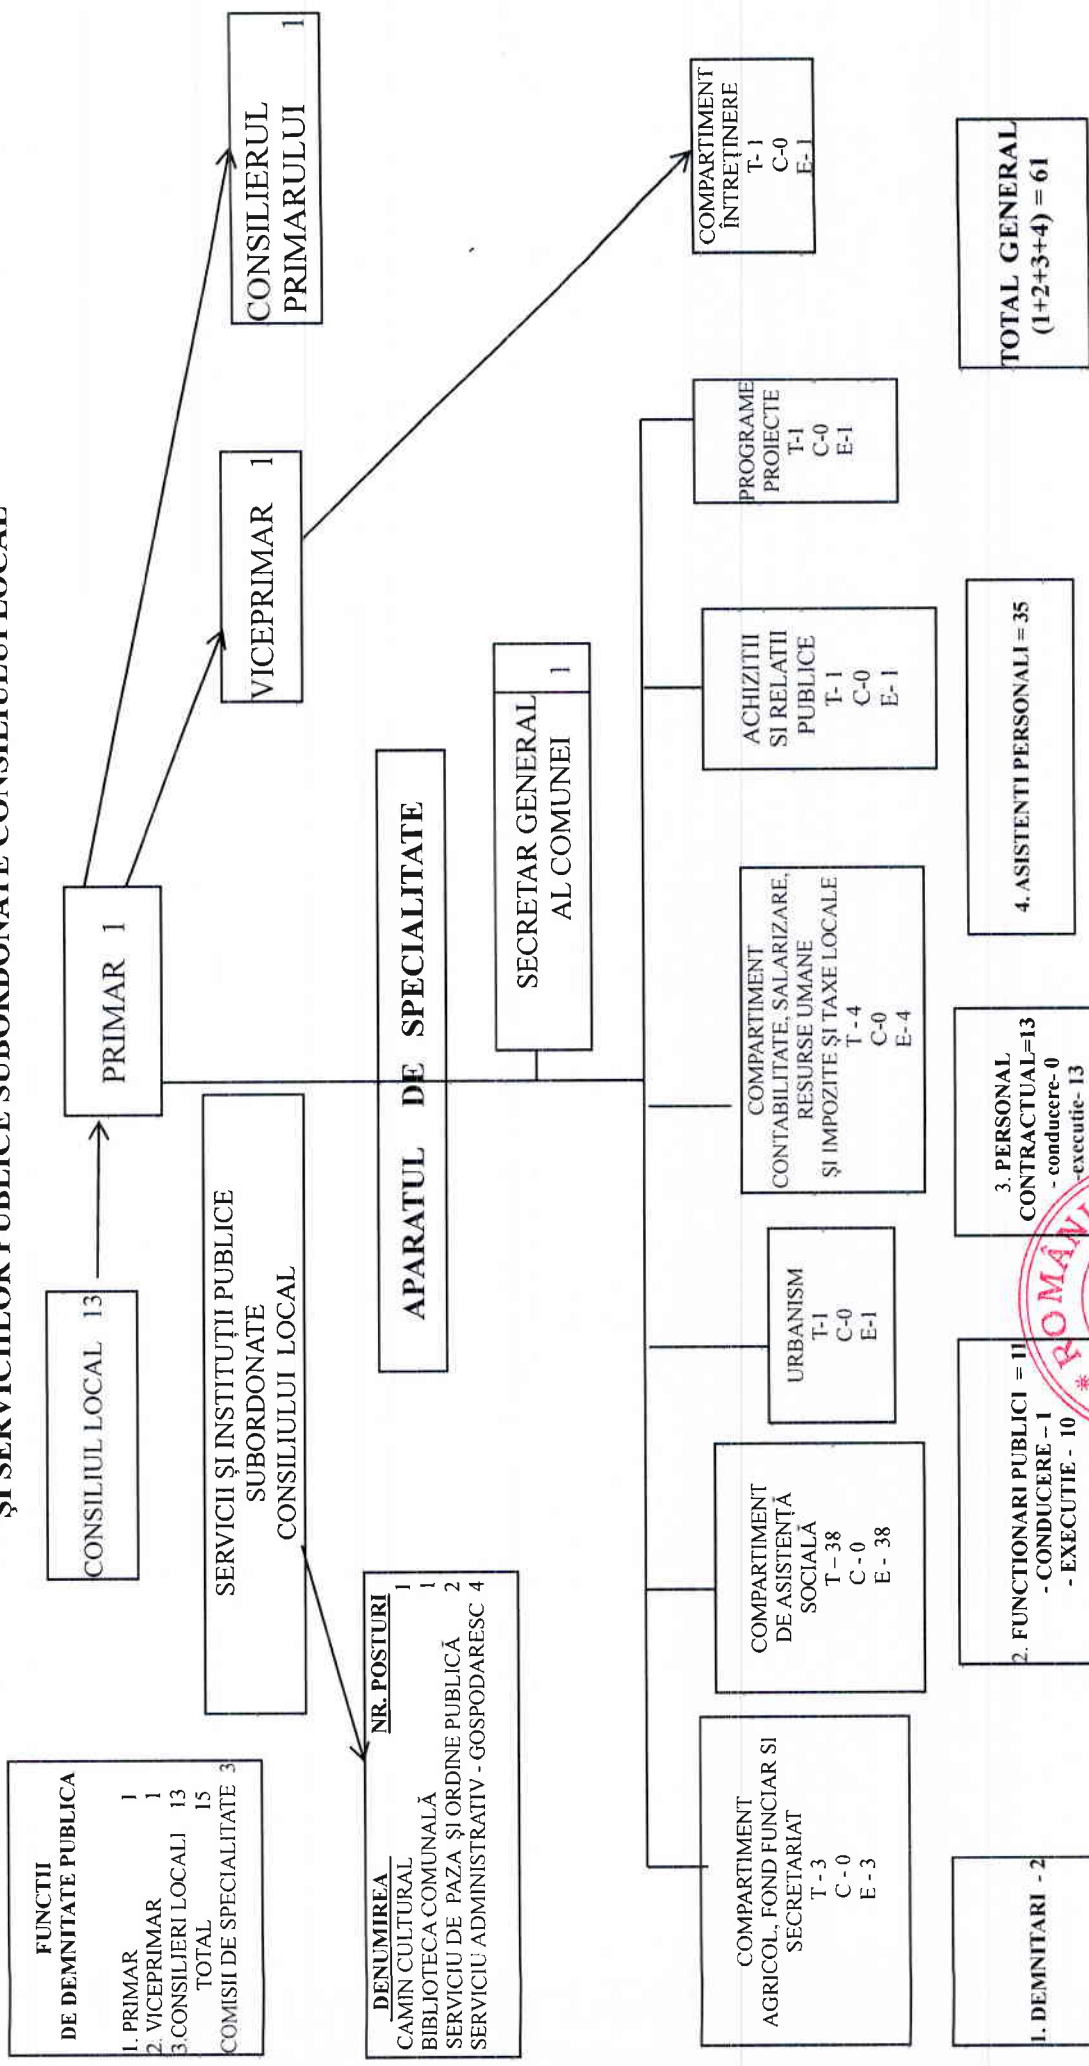 ȘI SERVICIILOR PUBLICE SUBORDONATE CONSILIULUI LOCAL
FUNCTII
DE DEMNITATE PUBLICA
1. PRIMAR 1
2. VICEPRIMAR 1
3.CONSILIERI LOCALI 13
TOTAL 15
COMISII DE SPECIALITATE 3
CONSILIUL LOCAL 13
PRIMAR 1
VICEPRIMAR 1
CONSILIERUL
PRIMARULUI 1
SERVICII ȘI INSTITUȚII PUBLICE
SUBORDONATE
CONSILIULUI LOCAL
DENUMIREA NR. POSTURI
CAMIN CULTURAL 1
BIBLIOTECA COMUNALĂ 1
SERVICIU DE PAZA ȘI ORDINE PUBLICĂ 2
SERVICIU ADMINISTRATIV - GOSPODARESC 4
APARATUL DE SPECIALITATE
SECRETAR GENERAL
AL COMUNEI 1
COMPARTIMENT
AGRICOL, FOND FUNCIAR SI
SECRETARIAT
T - 3
C - 0
E - 3
COMPARTIMENT
DE ASISTENȚĂ
SOCIALĂ
T – 38
C - 0
E - 38
URBANISM
T-1
C-0
E-1
COMPARTIMENT
CONTABILITATE, SALARIZARE,
RESURSE UMANE
ȘI IMPOZITE ȘI TAXE LOCALE
T - 4
C-0
E- 4
ACHIZITII
SI RELATII
PUBLICE
T- 1
C-0
E- 1
PROGRAME
PROIECTE
T-1
C-0
E-1
COMPARTIMENT
ÎNTREȚINERE
T- 1
C-0
E- 1
1. DEMNITARI - 2
2. FUNCTIONARI PUBLICI = 11
- CONDUCERE – 1
- EXECUTIE - 10
3. PERSONAL
CONTRACTUAL=13
- conducere- 0
-executie- 13
4. ASISTENTI PERSONALI = 35
TOTAL GENERAL
(1+2+3+4) = 61